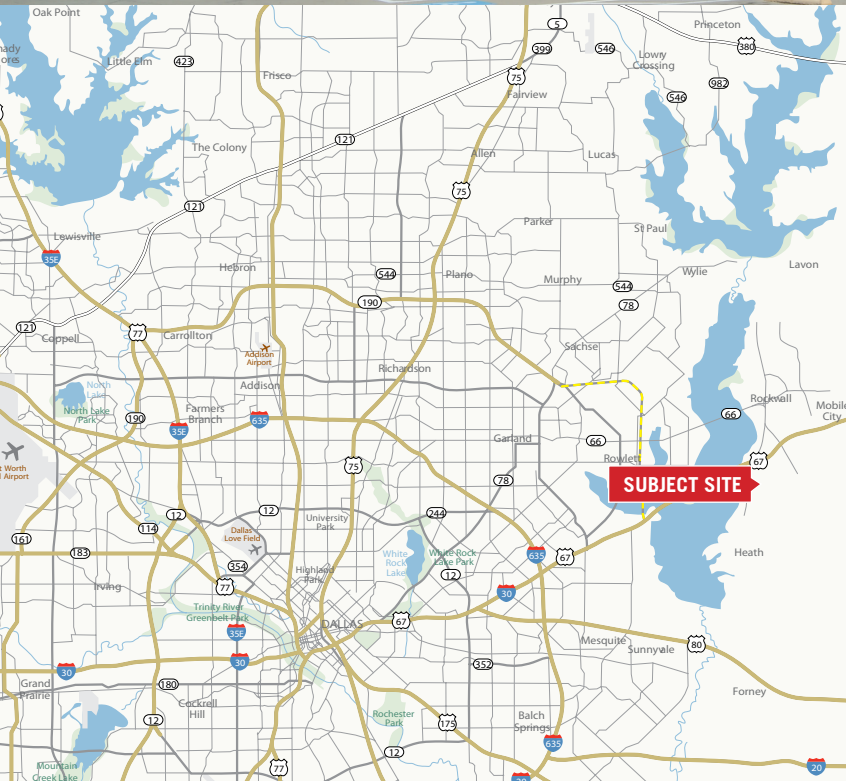 Oak Point
5
Princeton
399
546
380
Lowry
Crossing
Little Elm
423
Frisco
75
982
Fairview
546
121
The Colony
Allen
Lucas
75
121
Parker
St Paul
Lewisville
35E
Hebron
544
Plano
Murphy
Wylie
Lavon
544
190
78
121
77
Coppell
Carrollton
Sachse
Addison
Airport
Richardson
Addison
North
Lake
North Lake
Park
Rockwall
Farmers
Branch
66
Mobile
City
190
635
35E
Garland
66
Rowlett
67
75
t Worth
l Airport
78
SUBJECT SITE
12
12
244
University
Park
114
Dallas
Love Field
161
183
White
Rock
Lake
White Rock
Lake Park
635
67
Heath
354
Highland
Park
12
Irving
77
30
Trinity River
Greenbelt Park
67
DALLAS
35E
Mesquite
80
Sunnyvale
30
30
352
Grand
Prairie
180
Forney
Cockrell
Hill
12
Rochester
Park
175
Balch
Springs
635
12
77
Mountain
Creek Lake
20